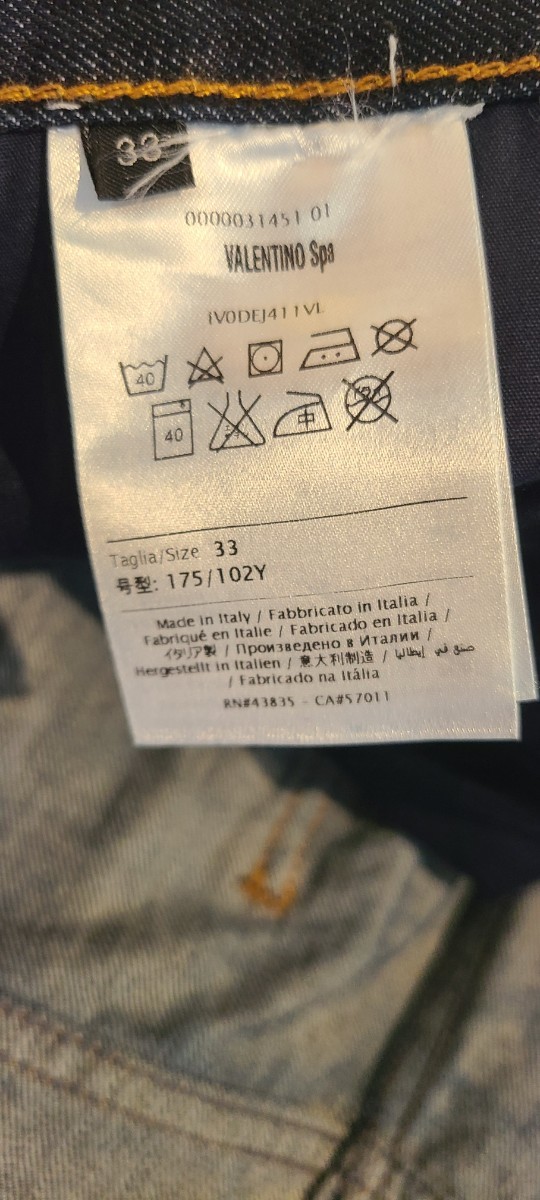 33
0000031451 01
VALENTINO Spa
IV0DEJ411VL
40
40 中
Taglia/Size 33
号型: 175/102Y
Made in Italy / Fabbricato in Italia /
Fabriqué en Italie / Fabricado en Italia /
イタリア製 / Произведено в Италии /
Hergestellt in Italien / 意大利制造 / صنع في إيطاليا
/ Fabricado na Itália
RN#43835 - CA#57011